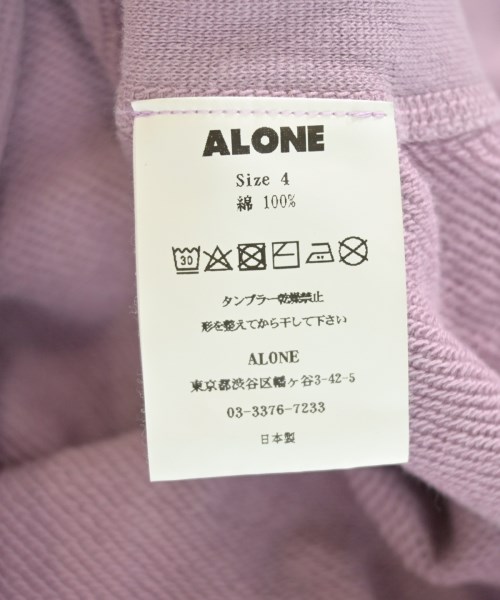 ALONE
Size 4
綿 100%
30
タンブラー乾燥禁止
形を整えてから干して下さい
ALONE
東京都渋谷区幡ヶ谷3-42-5
03-3376-7233
日本製